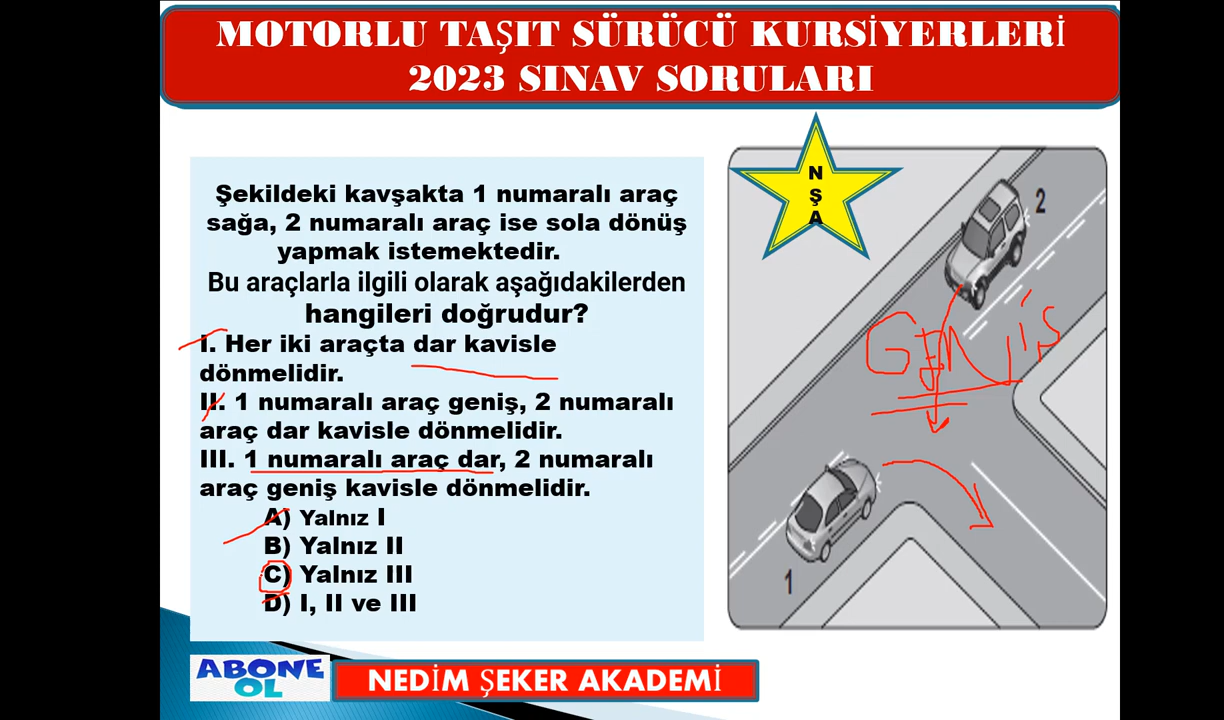 MOTORLU TAŞIT SÜRÜCÜ KURSİYERLERİ
2023 SINAV SORULARI
N
Ş
A
Şekildeki kavşakta 1 numaralı araç
sağa, 2 numaralı araç ise sola dönüş
yapmak istemektedir.
Bu araçlarla ilgili olarak aşağıdakilerden
hangileri doğrudur?
I. Her iki araçta dar kavisle
dönmelidir.
II. 1 numaralı araç geniş, 2 numaralı
araç dar kavisle dönmelidir.
III. 1 numaralı araç dar, 2 numaralı
araç geniş kavisle dönmelidir.
A) Yalnız I
B) Yalnız II
C) Yalnız III
D) I, II ve III
2
GENİŞ
1
ABONE
OL
NEDİM ŞEKER AKADEMİ